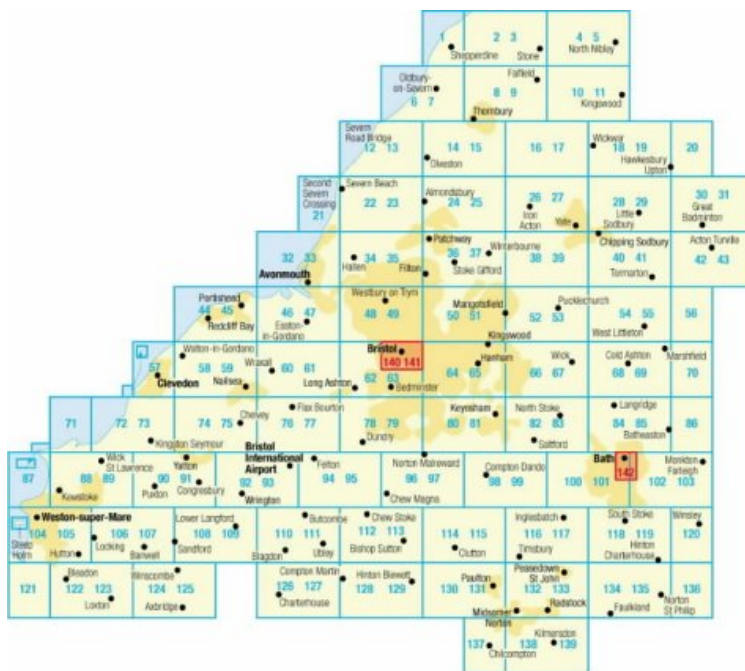 1 2 3 4 5
Shepperdine Stone North Nibley
Oldbury-
on-Severn
Falfield
6 7 8 9 10 11
Thornbury Kingswood
Severn
Road Bridge
Wickwar
12 13 14 15 16 17 18 19 20
Olveston
Hawkesbury
Upton
Second
Severn
Crossing
21
Severn Beach
Almondsbury
22 23 24 25 26 27 28 29 30 31
Iron
Acton
Yate
Little
Sodbury
Great
Badminton
Patchway
Chipping Sodbury
Acton Turville
32 33 34 35 36 37 38 39 40 41 42 43
Winterbourne
Hallen
Filton
Stoke Gifford
Tormarton
Avonmouth
Portishead
Westbury on Trym
Mangotsfield
Pucklechurch
44 45 46 47 48 49 50 51 52 53 54 55 56
Redcliff Bay
Easton-
in-Gordano
West Littleton
Walton-in-Gordano
Bristol
Kingswood
Marshfield
140 141
Wraxall
Hanham
Wick
Cold Ashton
57 58 59 60 61 62 63 64 65 66 67 68 69 70
Clevedon
Nailsea
Long Ashton
Bedminster
Flax Bourton
Keynsham
North Stoke
Langridge
71 72 73 74 75 76 77 78 79 80 81 82 83 84 85 86
Chelvey
Batheaston
Kingston Seymour
Dundry
Saltford
Wick
St Lawrence
Yatton
Bristol
International
Airport
Felton
Norton Malreward
Bath
142
Monkton
Farleigh
87 88 89 90 91 92 93 94 95 96 97 98 99 100 101 102 103
Compton Dando
Kewstoke
Puxton
Congresbury
Wrington
Chew Magna
Weston-super-Mare
Lower Langford
Butcombe
Chew Stoke
Inglesbatch
South Stoke
Winsley
104 105 106 107 108 109 110 111 112 113 114 115 116 117 118 119 120
Steep
Holm
Hutton
Locking
Banwell
Sandford
Blagdon
Ubley
Bishop Sutton
Clutton
Timsbury
Hinton
Charterhouse
Bleadon
Winscombe
Compton Martin
Hinton Blewett
Peasedown
St John
Paulton
121 122 123 124 125 126 127 128 129 130 131 132 133 134 135 136
Loxton
Axbridge
Charterhouse
Midsomer
Norton
Radstock
Faulkland
Norton
St Philip
Kilmersdon
137 138 139
Chilcompton